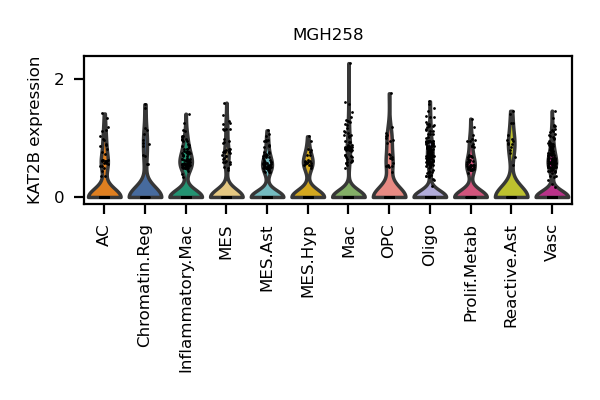 MGH258
KAT2B expression
2
0
AC
Chromatin.Reg
Inflammatory.Mac
MES
MES.Ast
MES.Hyp
Mac
OPC
Oligo
Prolif.Metab
Reactive.Ast
Vasc